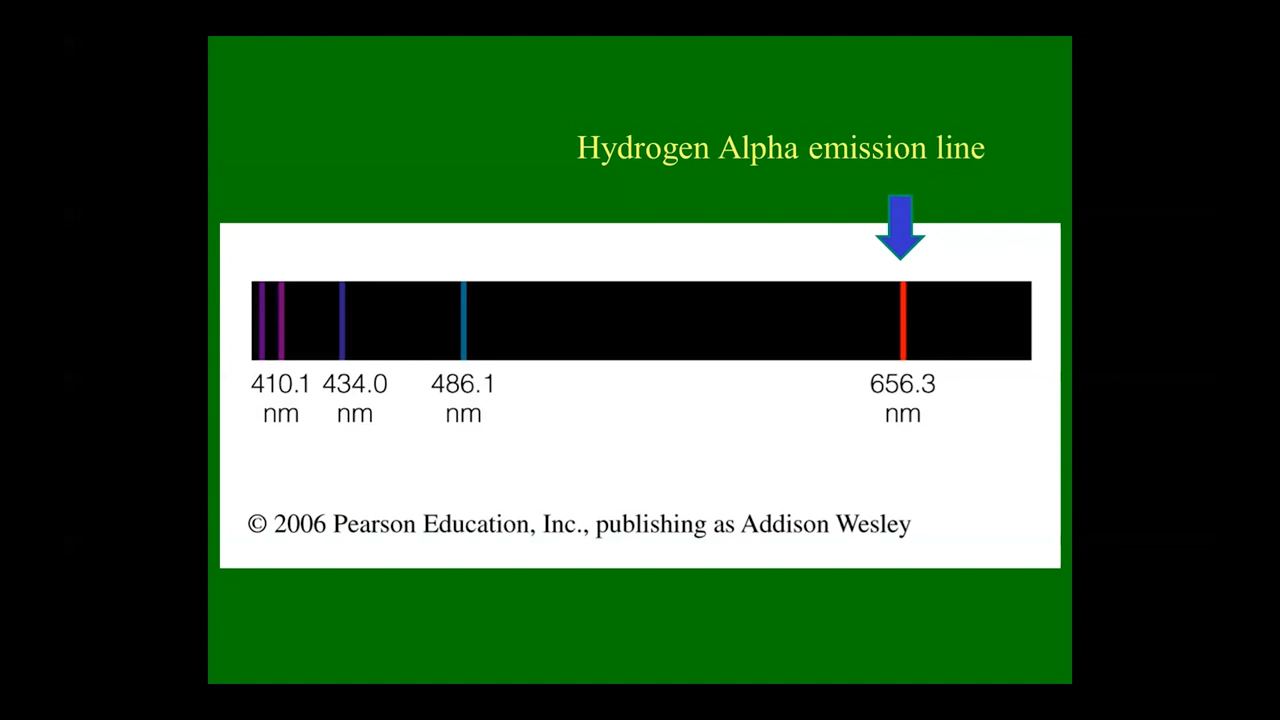 Hydrogen Alpha emission line
410.1 434.0 486.1 656.3
nm nm nm nm
© 2006 Pearson Education, Inc., publishing as Addison Wesley